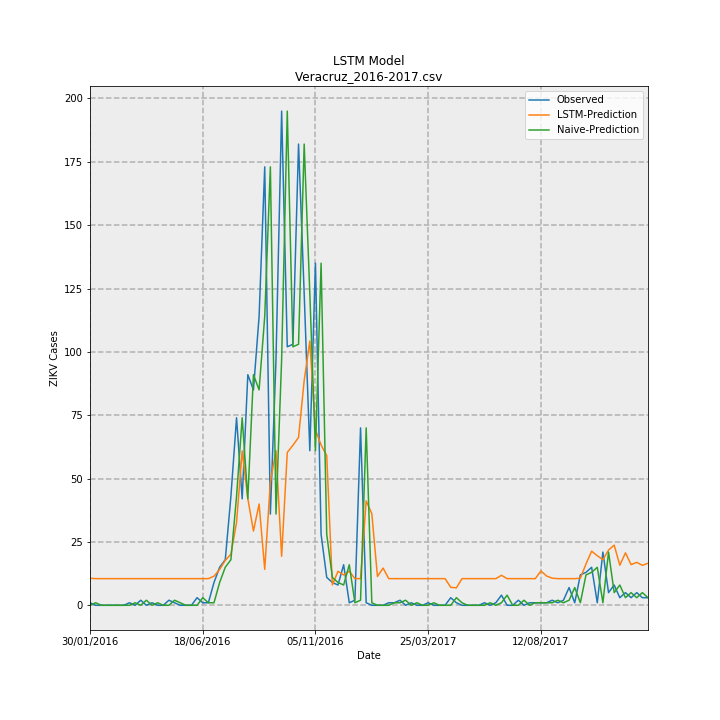 LSTM Model
Veracruz_2016-2017.csv
Observed
LSTM-Prediction
Naive-Prediction
200
175
150
125
100
75
50
25
0
ZIKV Cases
30/01/2016 18/06/2016 05/11/2016 25/03/2017 12/08/2017
Date